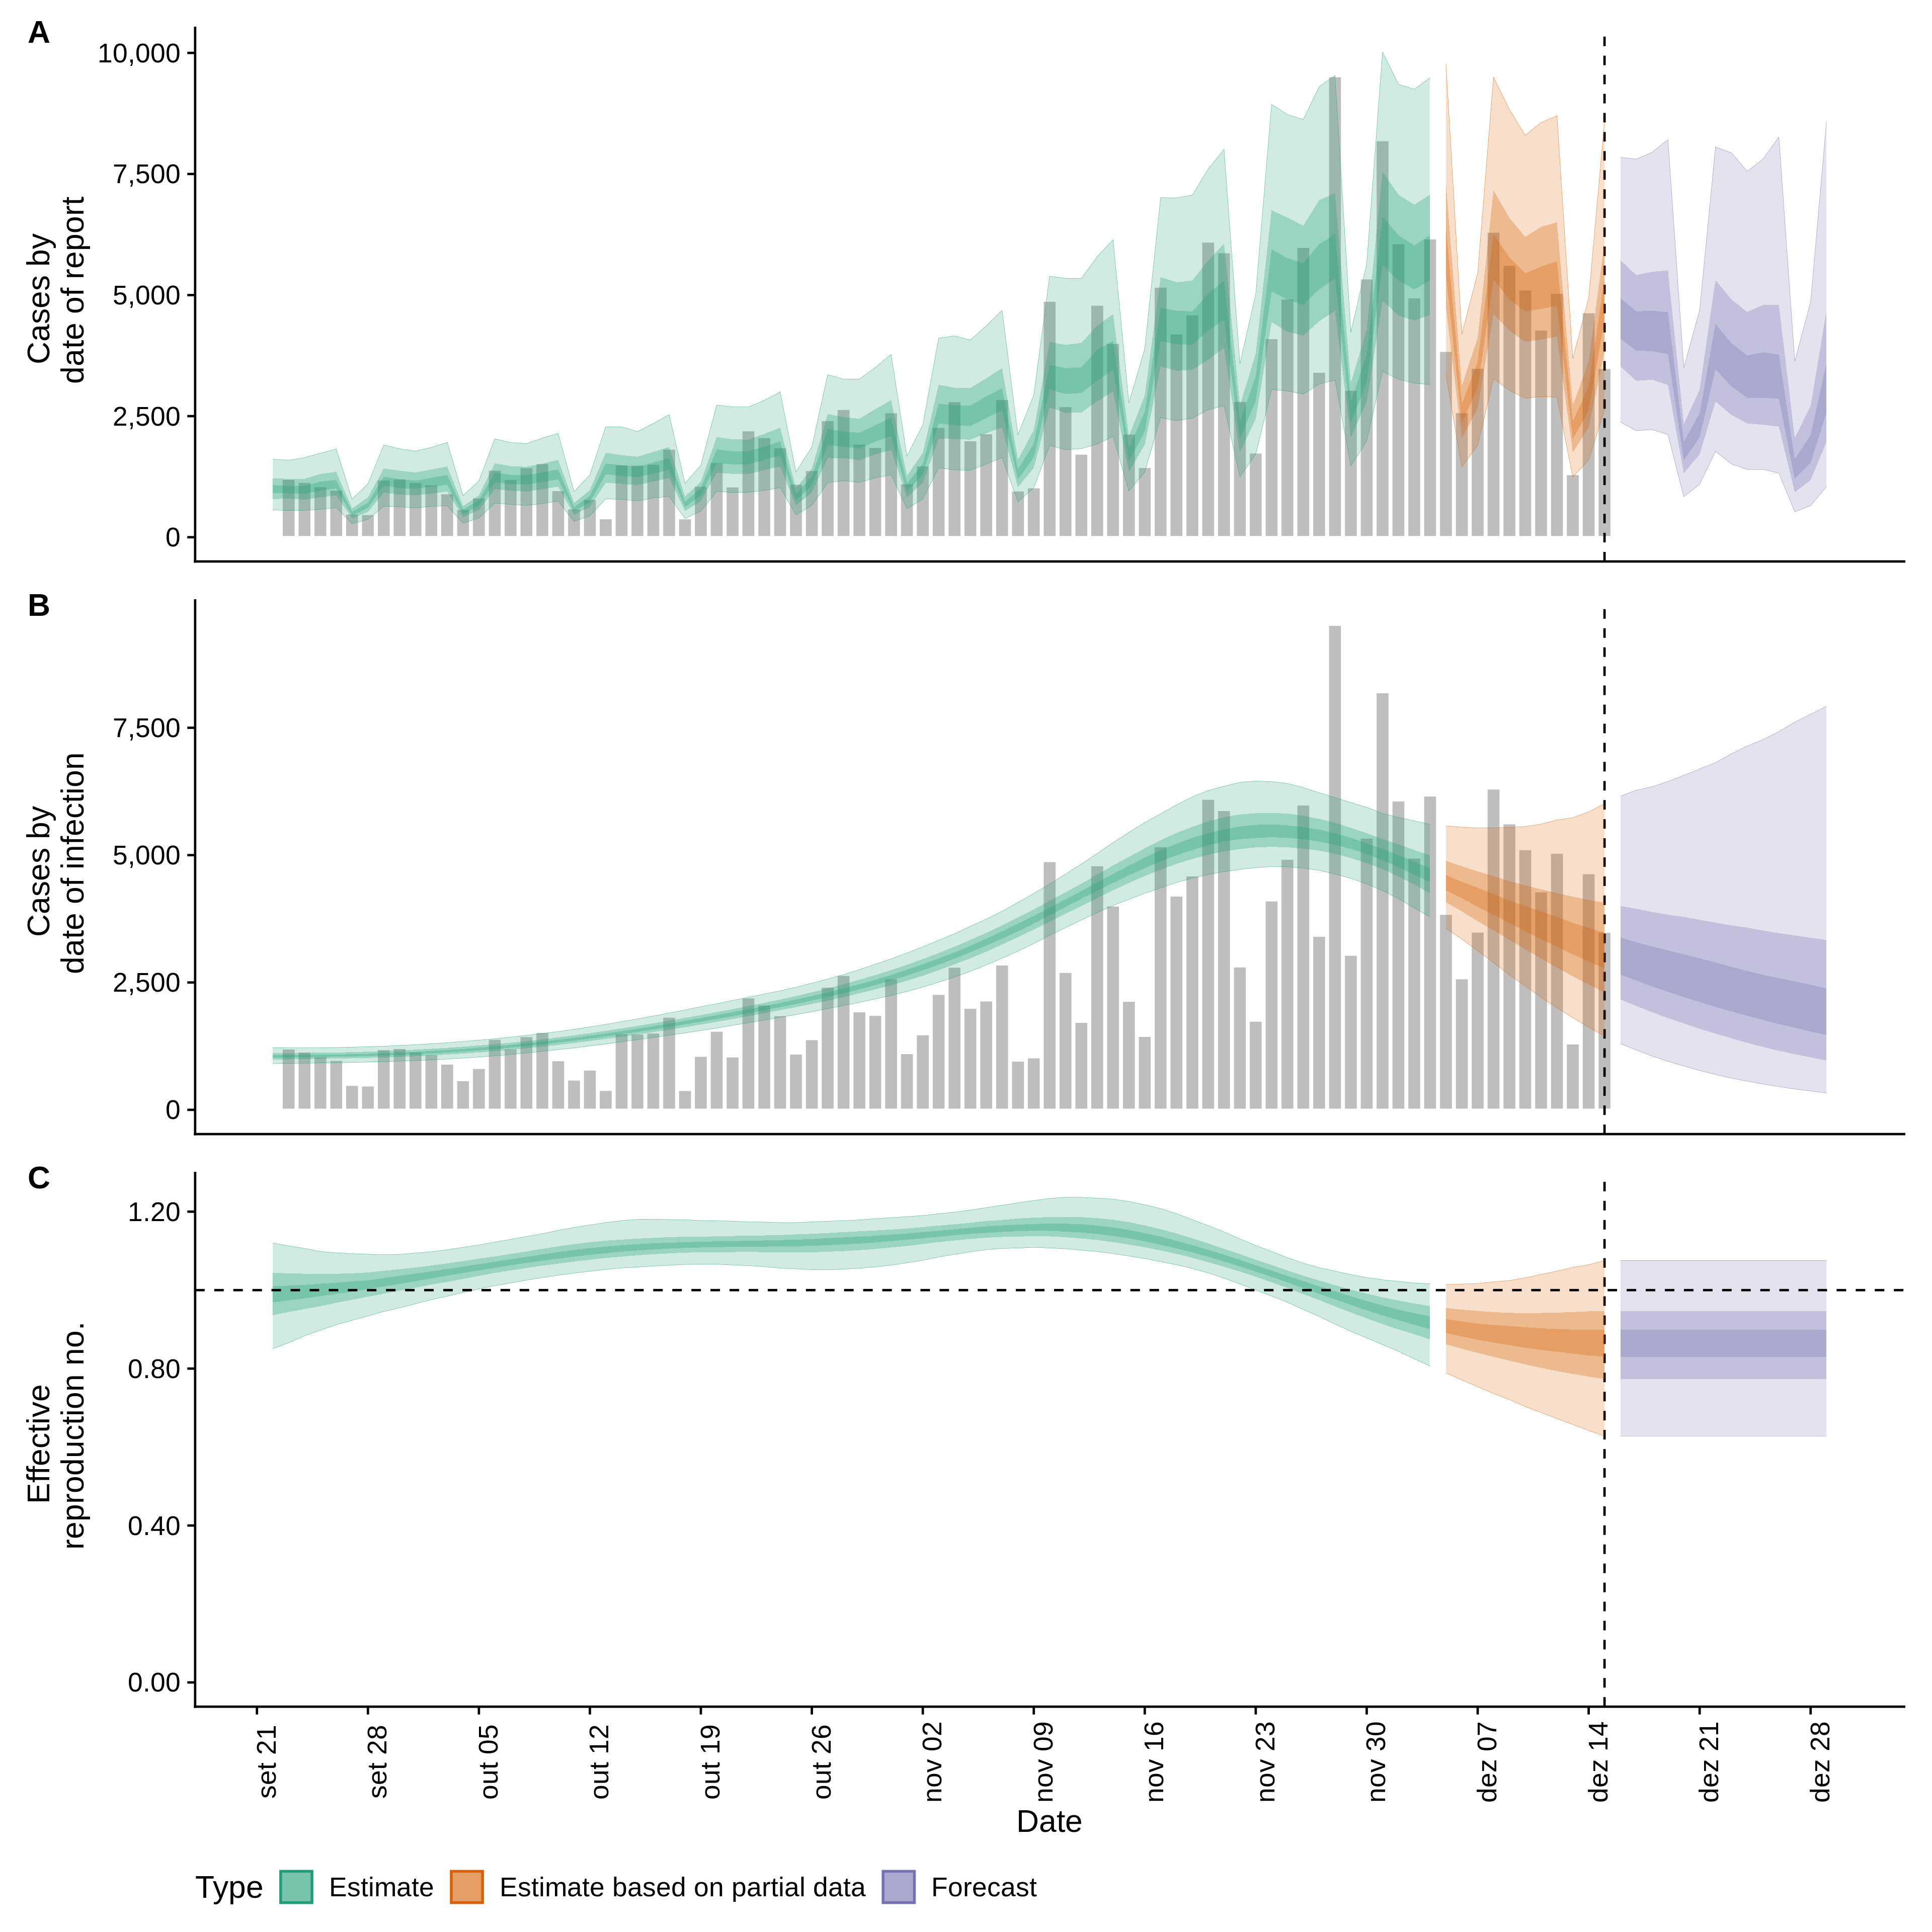 A
10,000
7,500
5,000
2,500
0
Cases by
date of report
B
7,500
5,000
2,500
0
Cases by
date of infection
C
1.20
0.80
0.40
0.00
Effective
reproduction no.
set 21
set 28
out 05
out 12
out 19
out 26
nov 02
nov 09
nov 16
nov 23
nov 30
dez 07
dez 14
dez 21
dez 28
Date
Type Estimate Estimate based on partial data Forecast